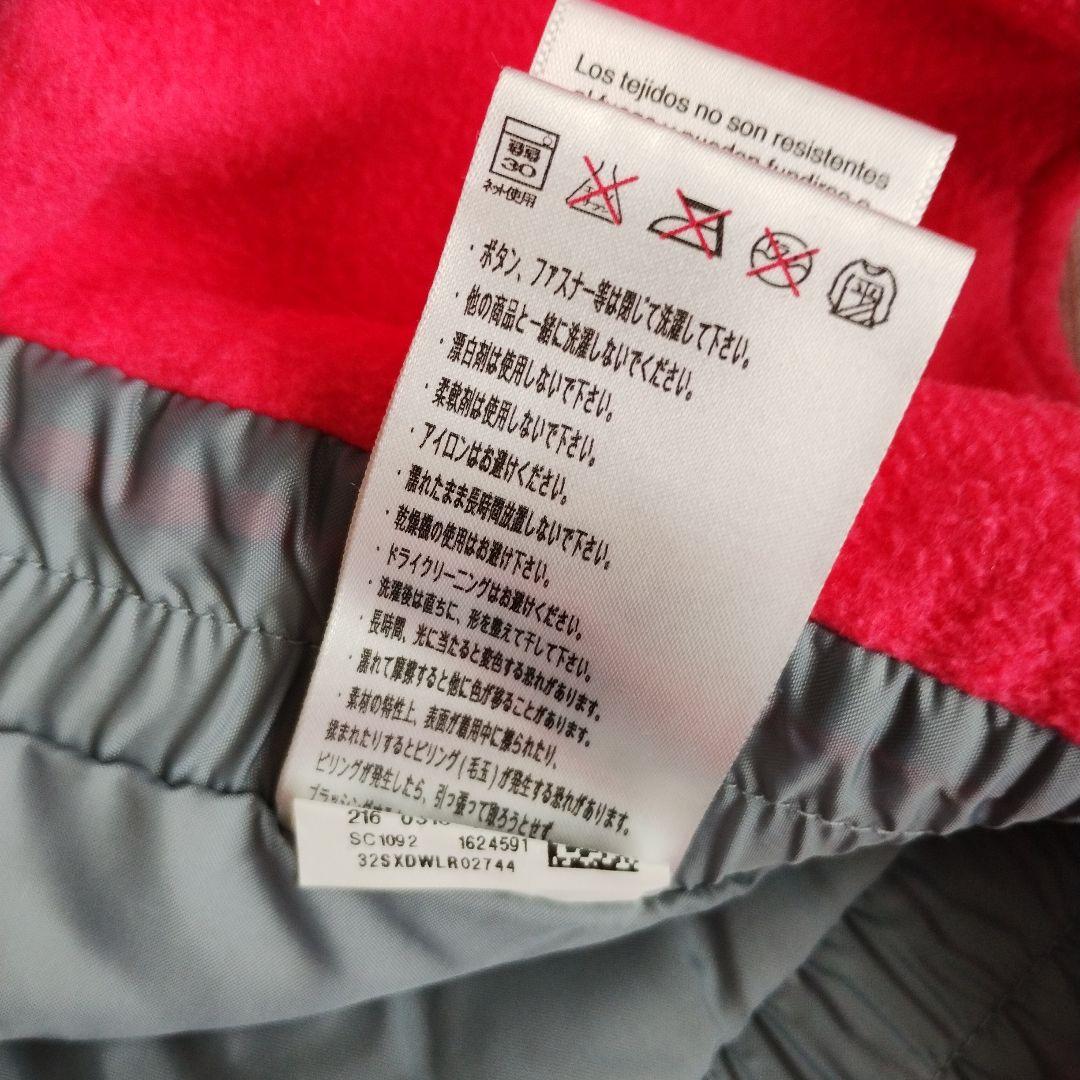 Los tejidos no son resistentes
弱
30
ネット使用
エンソ
サラシ
平
・ボタン、ファスナー等は閉じて洗濯して下さい。
・他の商品と一緒に洗濯しないでください。
・漂白剤は使用しないで下さい。
・柔軟剤は使用しないで下さい。
・アイロンはお避けください。
・濡れたまま長時間放置しないで下さい。
・乾燥器の使用はお避け下さい。
・ドライクリーニングはお避けください。
・洗濯後は直ちに、形を整えて干して下さい。
・長時間、光に当たると変色する恐れがあります。
・濡れて摩擦すると他に色が移ることがあります。
・素材の特性上、表面が着用中に擦られたり、
揉まれたりするとピリング(毛玉)が発生する恐れがあります。
ピリングが発生したら、引っ張って取ろうとせず、
216
SC1092 1624591
32SXDWLR02744